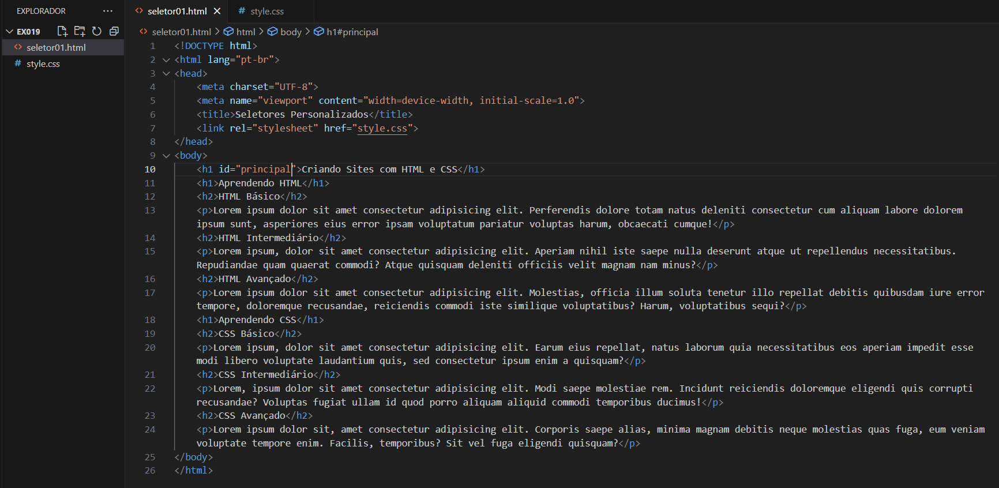 EXPLORADOR ···
EX019
seletor01.html
style.css
seletor01.html
style.css
seletor01.html > html > body > h1#principal
1 <!DOCTYPE html>
2 <html lang="pt-br">
3 <head>
4 <meta charset="UTF-8">
5 <meta name="viewport" content="width=device-width, initial-scale=1.0">
6 <title>Seletores Personalizados</title>
7 <link rel="stylesheet" href="style.css">
8 </head>
9 <body>
10 <h1 id="principal">Criando Sites com HTML e CSS</h1>
11 <h1>Aprendendo HTML</h1>
12 <h2>HTML Básico</h2>
13 <p>Lorem ipsum dolor sit amet consectetur adipisicing elit. Perferendis dolore totam natus deleniti consectetur cum aliquam labore dolorem
ipsum sunt, asperiores eius error ipsam voluptatum pariatur voluptas harum, obcaecati cumque!</p>
14 <h2>HTML Intermediário</h2>
15 <p>Lorem ipsum, dolor sit amet consectetur adipisicing elit. Aperiam nihil iste saepe nulla deserunt atque ut repellendus necessitatibus.
Repudiandae quam quaerat commodi? Atque quisquam deleniti officiis velit magnam nam minus?</p>
16 <h2>HTML Avançado</h2>
17 <p>Lorem ipsum dolor sit amet consectetur adipisicing elit. Molestias, officia illum soluta tenetur illo repellat debitis quibusdam iure error
tempore, doloremque recusandae, reiciendis commodi iste similique voluptatibus? Harum, voluptatibus sequi?</p>
18 <h1>Aprendendo CSS</h1>
19 <h2>CSS Básico</h2>
20 <p>Lorem ipsum, dolor sit amet consectetur adipisicing elit. Earum eius repellat, natus laborum quia necessitatibus eos aperiam impedit esse
modi libero voluptate laudantium quis, sed consectetur ipsum enim a quisquam?</p>
21 <h2>CSS Intermediário</h2>
22 <p>Lorem, ipsum dolor sit amet consectetur adipisicing elit. Modi saepe molestiae rem. Incidunt reiciendis doloremque eligendi quis corrupti
recusandae? Voluptas fugiat ullam id quod porro aliquam aliquid commodi temporibus ducimus!</p>
23 <h2>CSS Avançado</h2>
24 <p>Lorem ipsum dolor sit, amet consectetur adipisicing elit. Corporis saepe alias, minima magnam debitis neque molestias quas fuga, eum veniam
voluptate tempore enim. Facilis, temporibus? Sit vel fuga eligendi quisquam?</p>
25 </body>
26 </html>